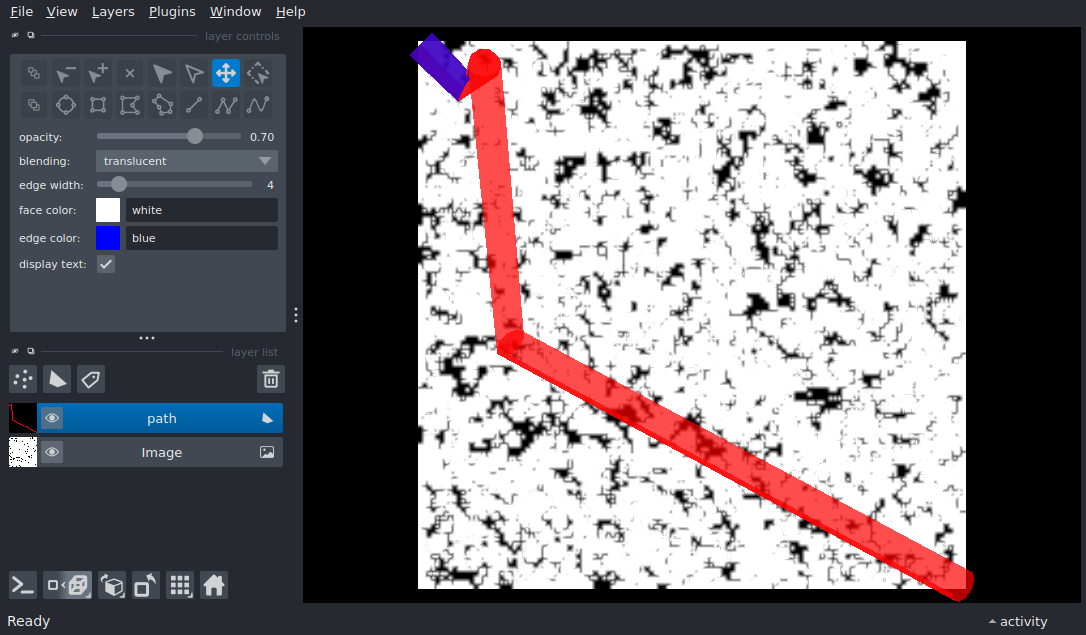 File View Layers Plugins Window Help
layer controls
opacity: 0.70
blending: translucent
edge width: 4
face color: white
edge color: blue
display text:
layer list
path
Image
Ready
activity